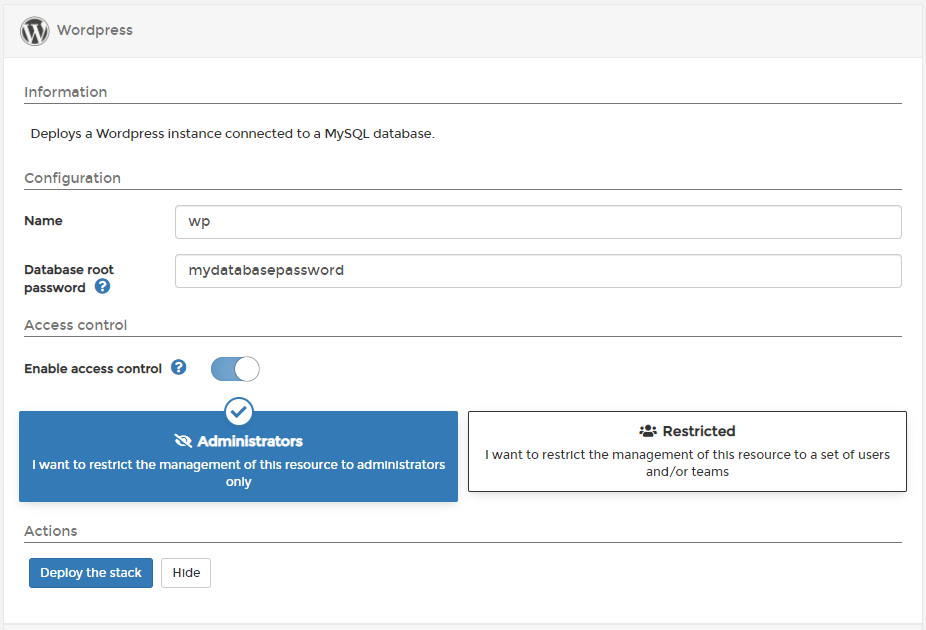 Wordpress
Information
Deploys a Wordpress instance connected to a MySQL database.
Configuration
Name
wp
Database root
password ?
mydatabasepassword
Access control
Enable access control ?
Administrators
I want to restrict the management of this resource to administrators
only
Restricted
I want to restrict the management of this resource to a set of users
and/or teams
Actions
Deploy the stack
Hide